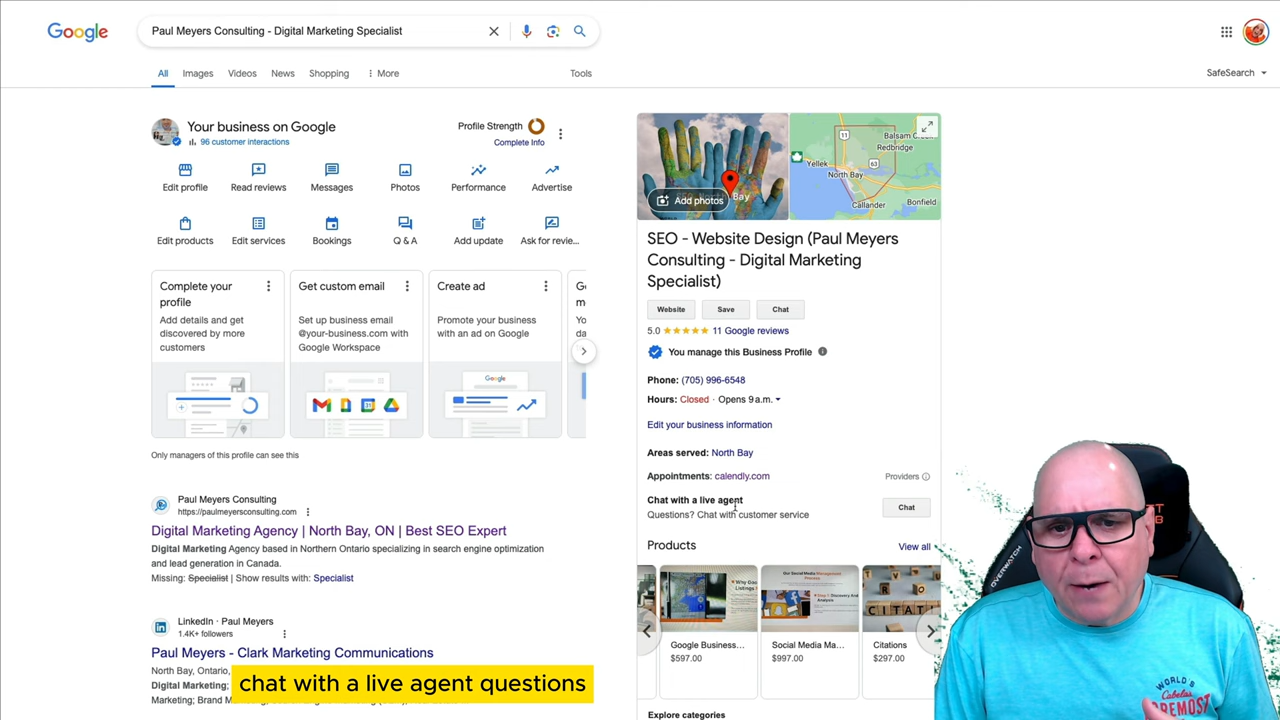 Google
Paul Meyers Consulting - Digital Marketing Specialist
All Images Videos News Shopping More Tools
SafeSearch
Your business on Google
96 customer interactions
Profile Strength
Complete Info
Edit profile Read reviews Messages Photos Performance Advertise
Edit products Edit services Bookings Q & A Add update Ask for revie...
Complete your
profile
Add details and get
discovered by more
customers
Get custom email
Set up business email
@your-business.com with
Google Workspace
Create ad
Promote your business
with an ad on Google
Google
Only managers of this profile can see this
Paul Meyers Consulting
https://paulmeyersconsulting.com
Digital Marketing Agency | North Bay, ON | Best SEO Expert
Digital Marketing Agency based in Northern Ontario specializing in search engine optimization
and lead generation in Canada.
Missing: Specialist | Show results with: Specialist
LinkedIn · Paul Meyers
1.4K+ followers
Paul Meyers - Clark Marketing Communications
North Bay, Ontario,
Digital Marketing;
chat with a live agent questions
Add photos
11
Balsam
Redbridge
Yellek
63
North Bay
Callander
Bonfield
SEO - Website Design (Paul Meyers
Consulting - Digital Marketing
Specialist)
Website Save Chat
5.0 11 Google reviews
You manage this Business Profile
Phone: (705) 996-6548
Hours: Closed · Opens 9 a.m.
Edit your business information
Areas served: North Bay
Appointments: calendly.com Providers
Chat with a live agent
Questions? Chat with customer service
Chat
Products View all
Google Business...
$597.00
Social Media Ma...
$997.00
Citations
$297.00
Explore categories
OVERWATCH
WORLD'S
Cabela's
FOREMOST